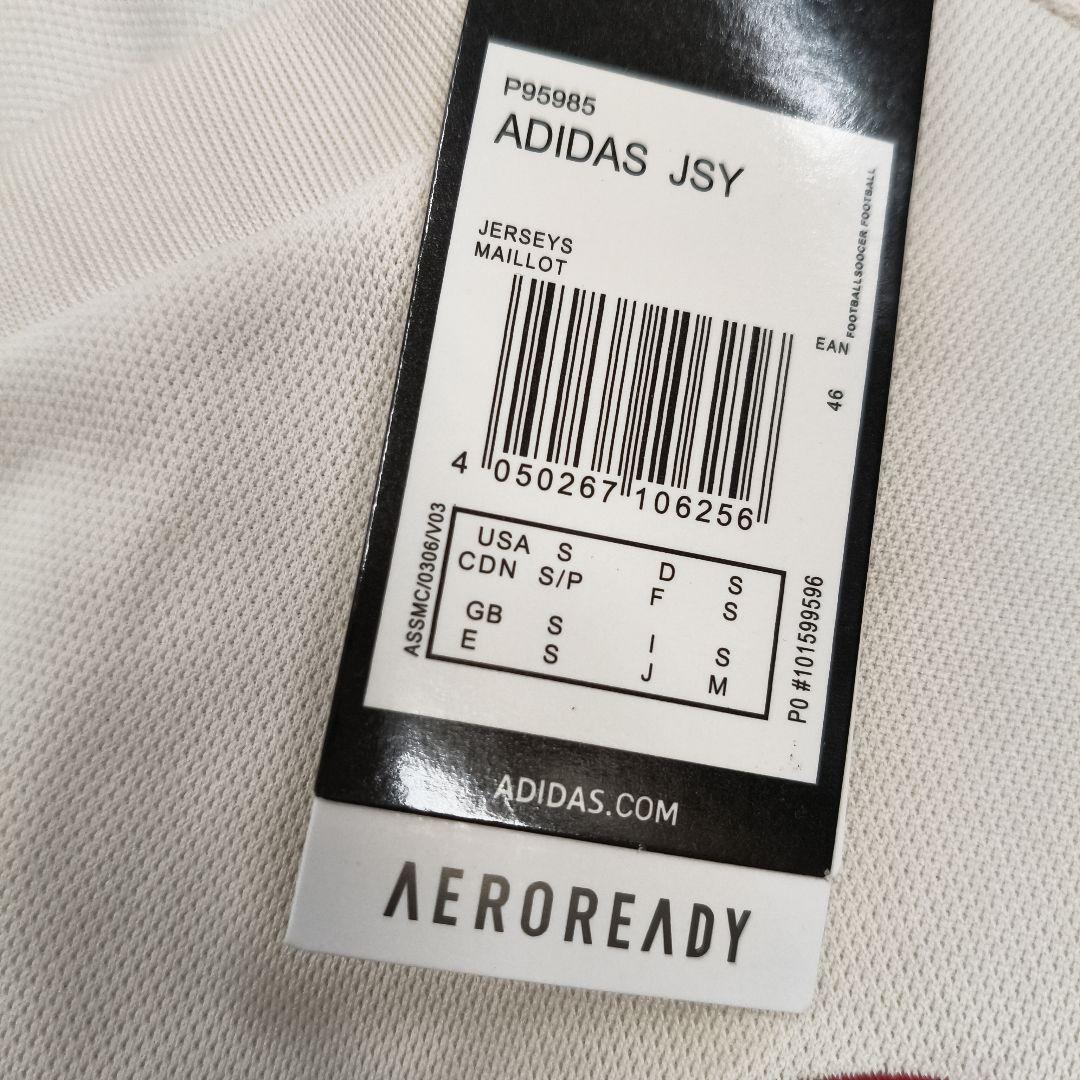 P95985
ADIDAS JSY
JERSEYS
MAILLOT
FOOTBALLSOCCER FOOTBALL
EAN
46
4 050267 106256
ASSMC/0306/V03
USA S D S
CDN S/P F S
GB S I S
E S J M
PO #101599596
ADIDAS.COM
AEROREADY